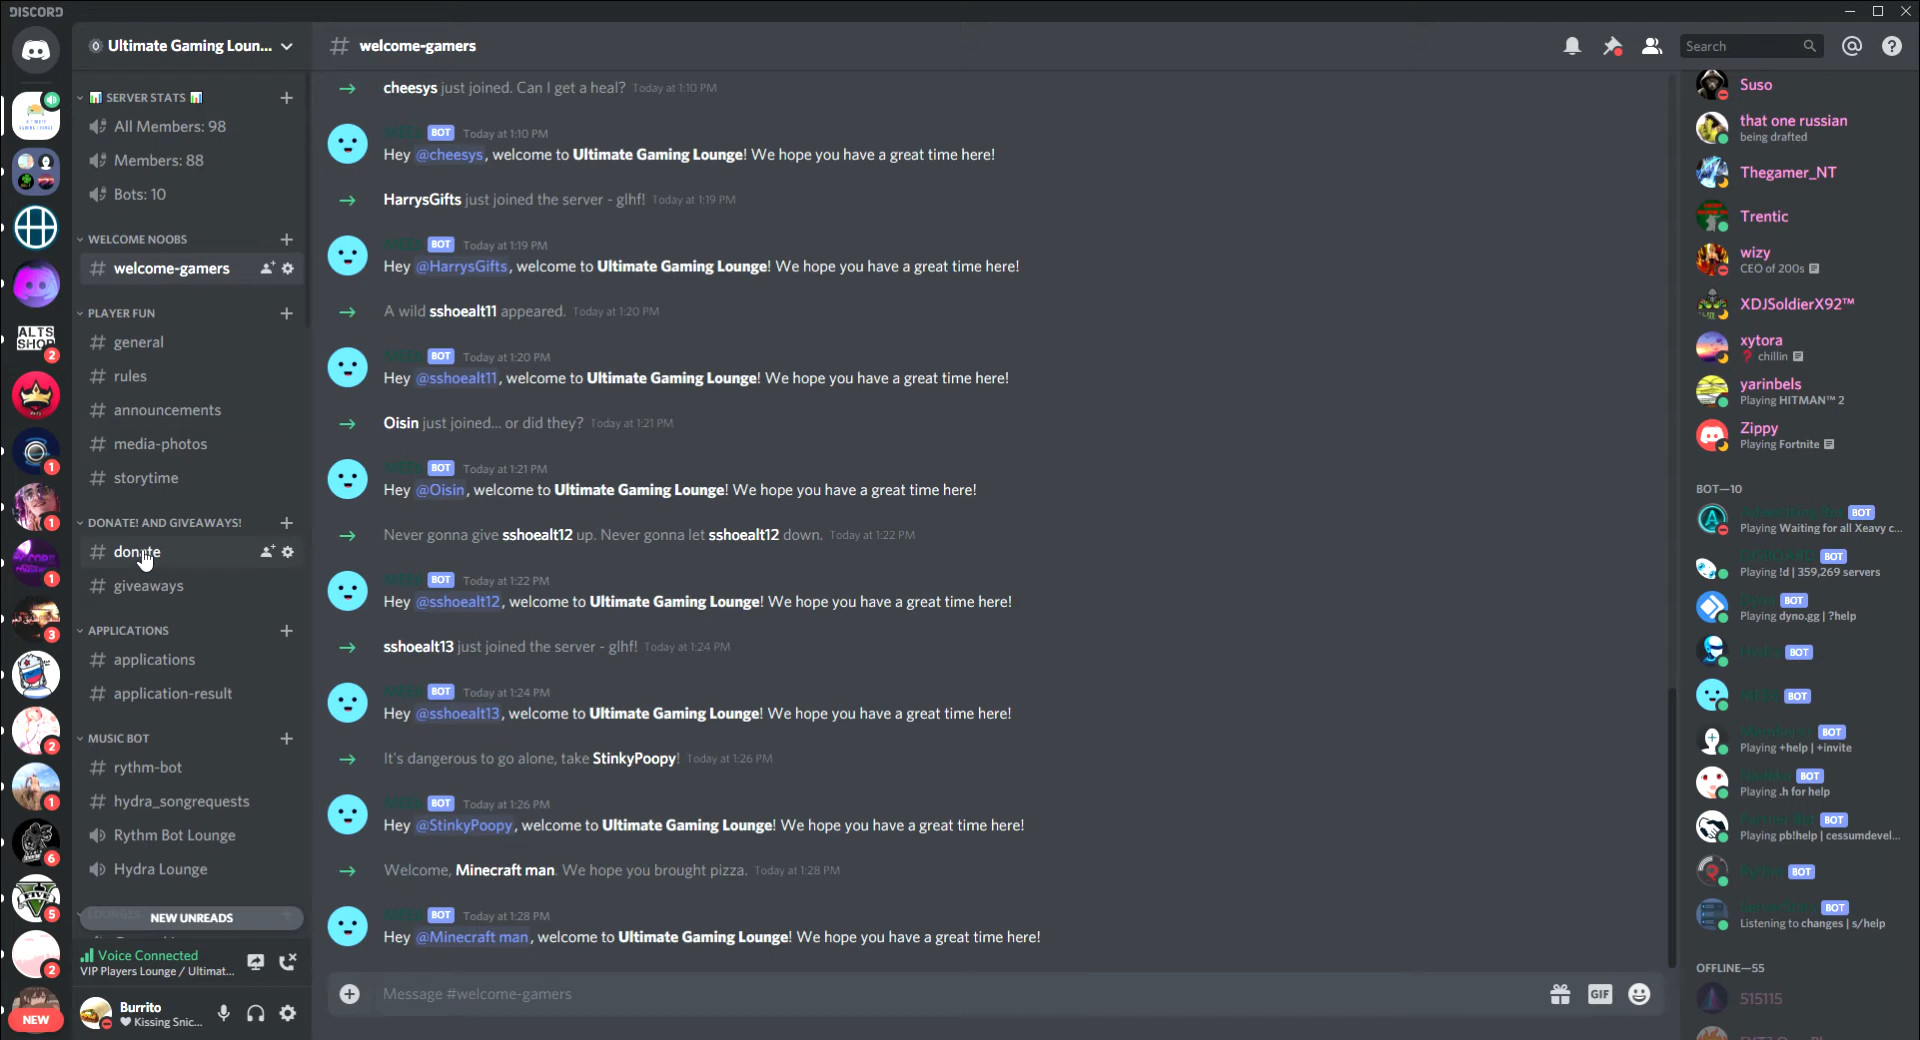 DISCORD
Ultimate Gaming Loun...
SERVER STATS
All Members: 98
Members: 88
Bots: 10
WELCOME NOOBS
welcome-gamers
PLAYER FUN
general
rules
announcements
media-photos
storytime
DONATE! AND GIVEAWAYS!
donate
giveaways
APPLICATIONS
applications
application-result
MUSIC BOT
rythm-bot
hydra_songrequests
Rythm Bot Lounge
Hydra Lounge
NEW UNREADS
Voice Connected
VIP Players Lounge / Ultimat...
Burrito
Kissing Snic...
ALTS
SHOP
2
1
1
1
3
2
1
6
V
FIVE
5
2
NEW
# welcome-gamers
Search
cheesys just joined. Can I get a heal? Today at 1:10 PM
BOT Today at 1:10 PM
Hey @cheesys, welcome to Ultimate Gaming Lounge! We hope you have a great time here!
HarrysGifts just joined the server - glhf! Today at 1:19 PM
BOT Today at 1:19 PM
Hey @HarrysGifts, welcome to Ultimate Gaming Lounge! We hope you have a great time here!
A wild sshoealt11 appeared. Today at 1:20 PM
BOT Today at 1:20 PM
Hey @sshoealt11, welcome to Ultimate Gaming Lounge! We hope you have a great time here!
Oisin just joined... or did they? Today at 1:21 PM
BOT Today at 1:21 PM
Hey @Oisin, welcome to Ultimate Gaming Lounge! We hope you have a great time here!
Never gonna give sshoealt12 up. Never gonna let sshoealt12 down. Today at 1:22 PM
BOT Today at 1:22 PM
Hey @sshoealt12, welcome to Ultimate Gaming Lounge! We hope you have a great time here!
sshoealt13 just joined the server - glhf! Today at 1:24 PM
BOT Today at 1:24 PM
Hey @sshoealt13, welcome to Ultimate Gaming Lounge! We hope you have a great time here!
It's dangerous to go alone, take StinkyPoopy! Today at 1:26 PM
BOT Today at 1:26 PM
Hey @StinkyPoopy, welcome to Ultimate Gaming Lounge! We hope you have a great time here!
Welcome, Minecraft man. We hope you brought pizza. Today at 1:28 PM
BOT Today at 1:28 PM
Hey @Minecraft man, welcome to Ultimate Gaming Lounge! We hope you have a great time here!
Message #welcome-gamers
GIF
Suso
that one russian
being drafted
Thegamer_NT
Trentic
wizy
CEO of 200s
XDJSoldierX92™
xytora
chillin
yarinbels
Playing HITMAN™ 2
Zippy
Playing Fortnite
BOT—10
BOT
Playing Waiting for all Xeavy c...
BOT
Playing !d | 359,269 servers
BOT
Playing dyno.gg | ?help
BOT
BOT
BOT
Playing +help | +invite
BOT
Playing .h for help
BOT
Playing pb!help | cessumdevel...
BOT
BOT
Listening to changes | s/help
OFFLINE—55
515115